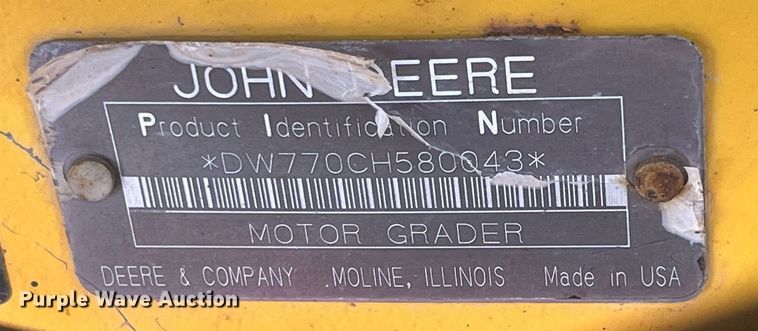 JOHN DEERE
Product Identification Number
*DW770CH580043*
MOTOR GRADER
DEERE & COMPANY MOLINE, ILLINOIS Made in USA
Purple Wave Auction